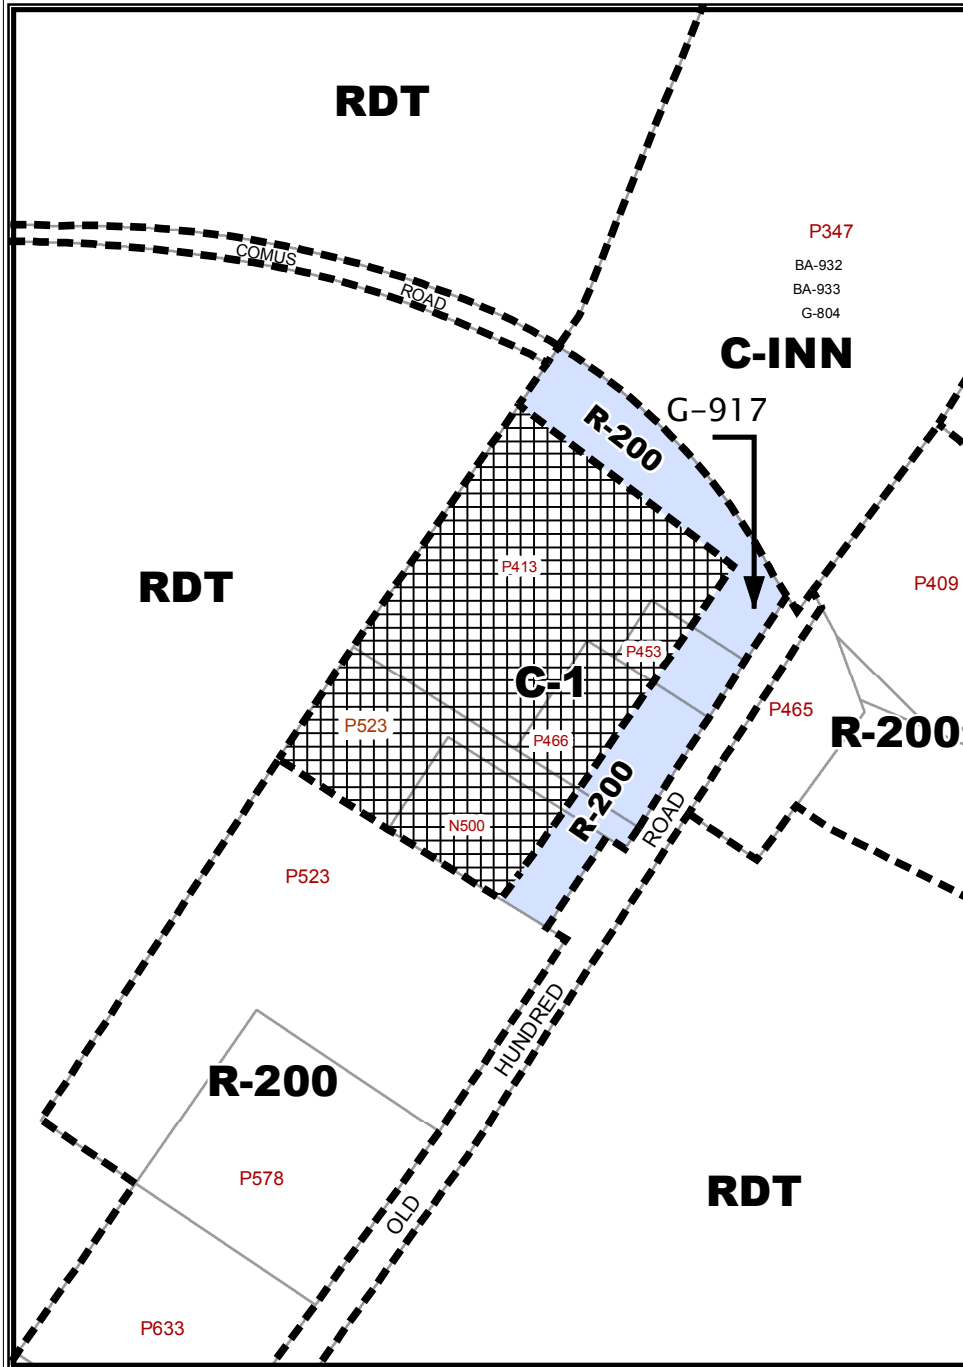 RDT
P347
COMUS
BA-932
BA-933
ROAD
G-804
C-INN
G-917
R-200
P413
RDT
P409
P453
C-1
P465
P523
P466
R-200
R-200
ROAD
N500
P523
HUNDRED
R-200
P578
RDT
OLD
P633